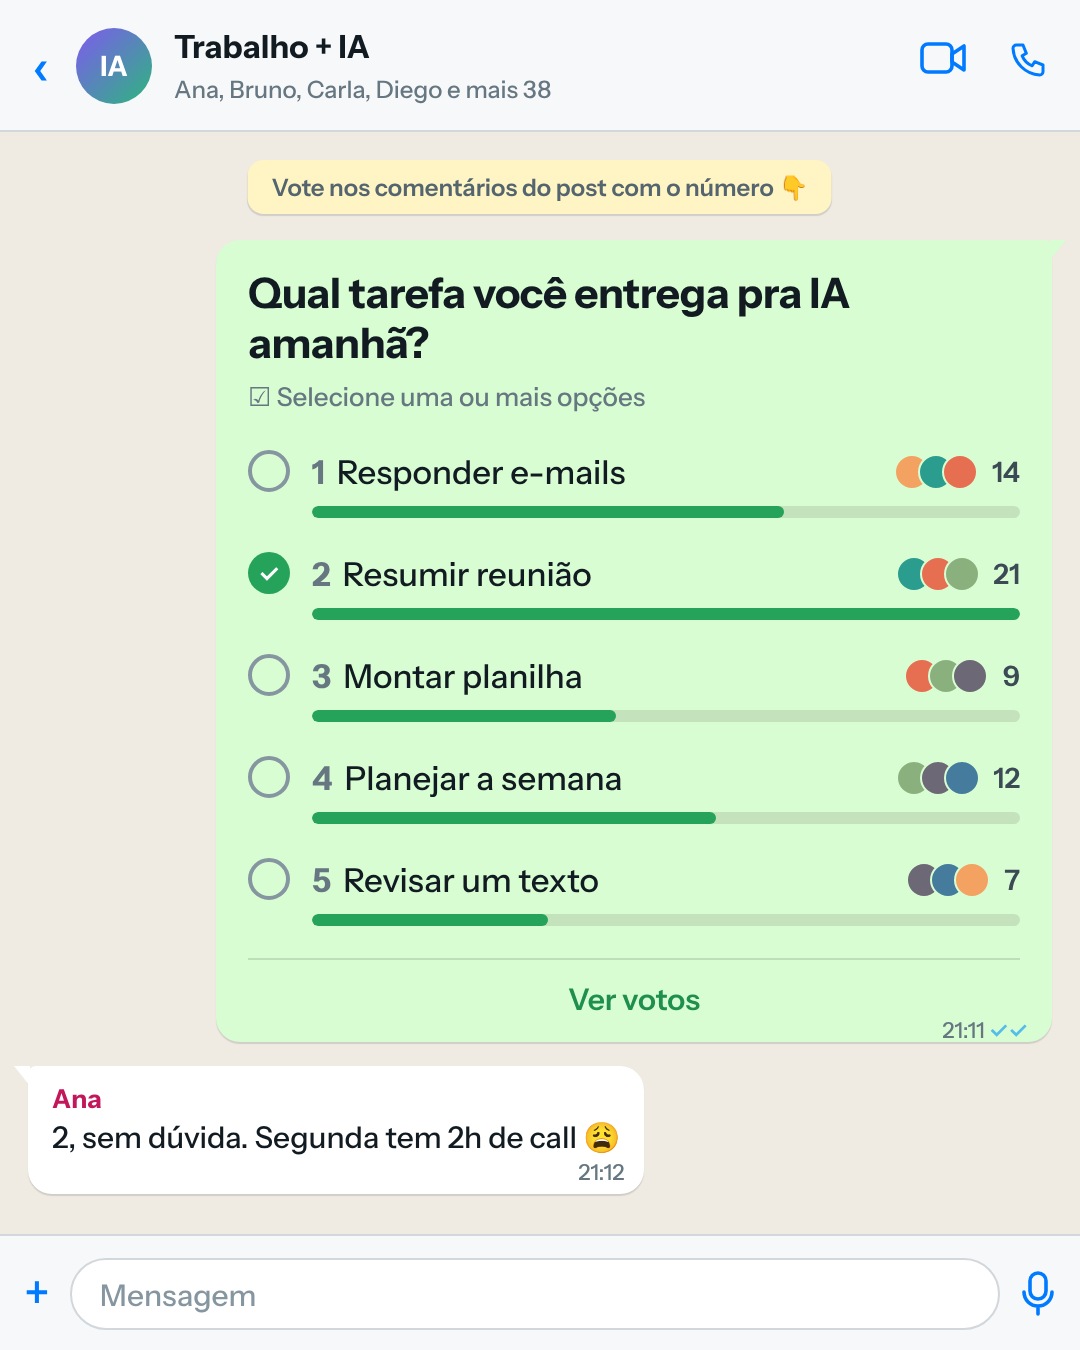 IA
Trabalho + IA
Ana, Bruno, Carla, Diego e mais 38
Vote nos comentários do post com o número 👇
Qual tarefa você entrega pra IA
amanhã?
☑ Selecione uma ou mais opções
1 Responder e-mails 14
2 Resumir reunião 21
3 Montar planilha 9
4 Planejar a semana 12
5 Revisar um texto 7
Ver votos
21:11
Ana
2, sem dúvida. Segunda tem 2h de call 😩
21:12
Mensagem